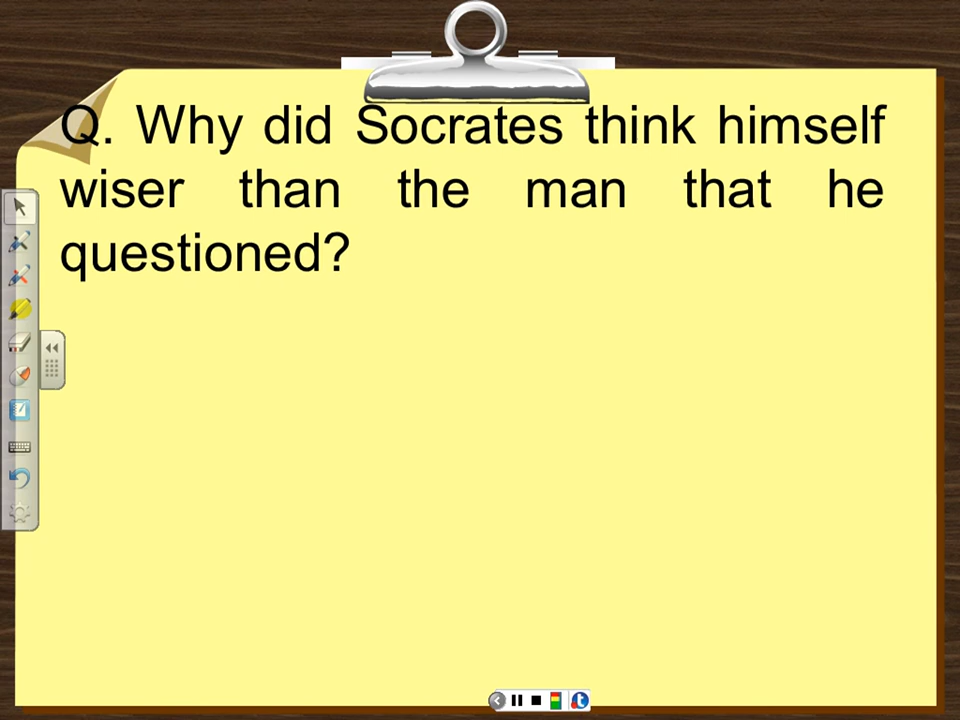 Q. Why did Socrates think himself
wiser than the man that he
questioned?